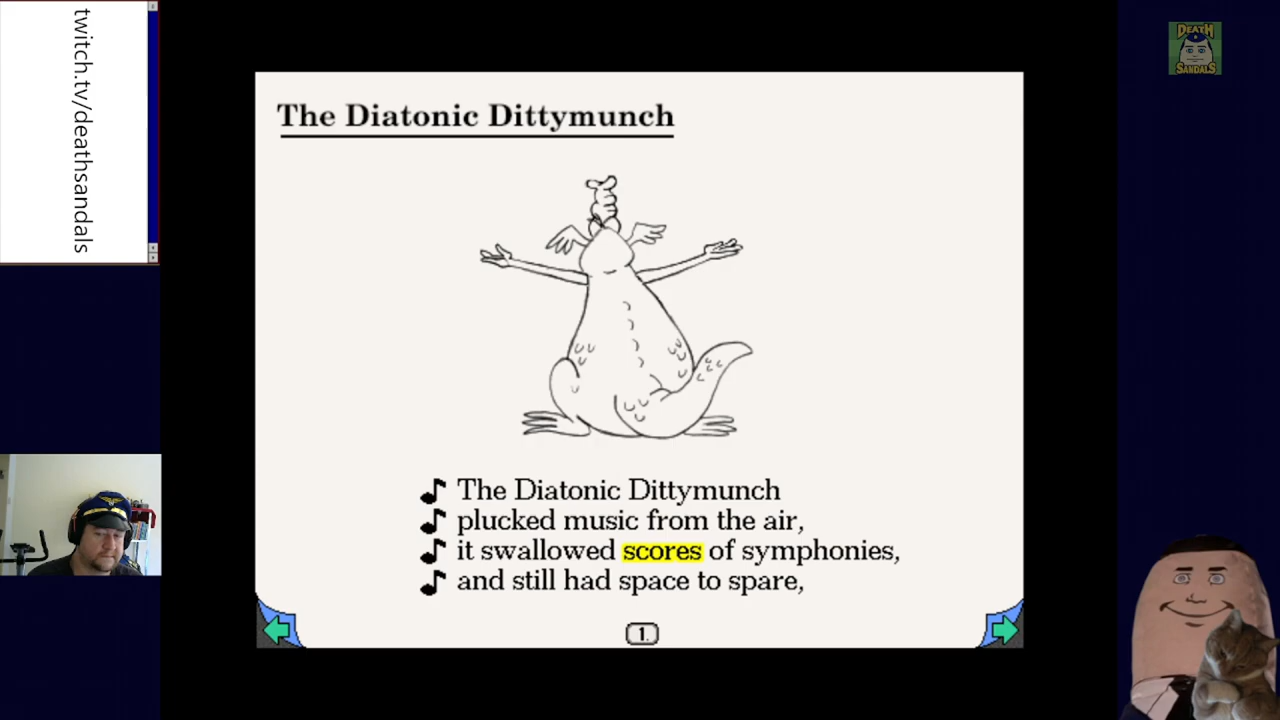 twitch.tv/deathsandals
DEATH
SANDALS
The Diatonic Dittymunch
The Diatonic Dittymunch
plucked music from the air,
it swallowed scores of symphonies,
and still had space to spare,
1.